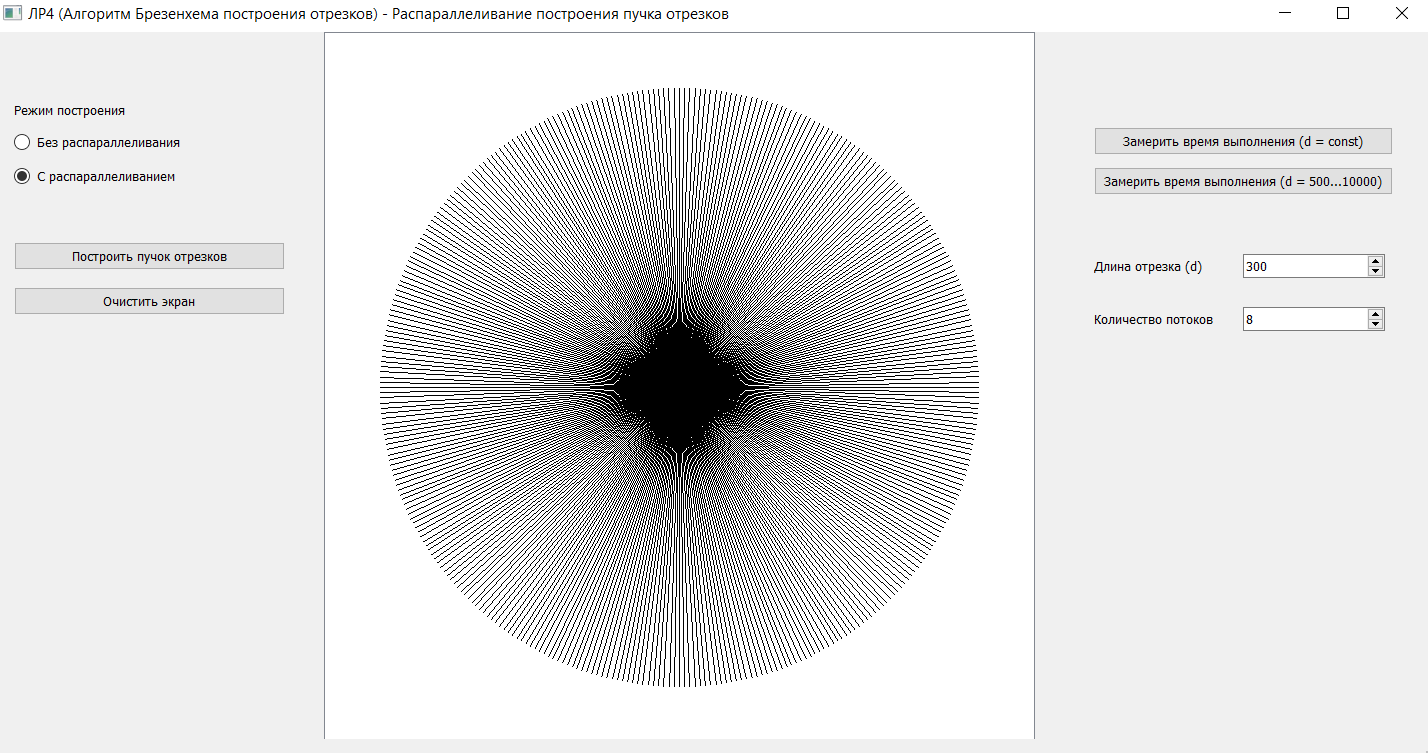 ЛР4 (Алгоритм Брезенхема построения отрезков) - Распараллеливание построения пучка отрезков
Режим построения
Без распараллеливания
С распараллеливанием
Построить пучок отрезков
Очистить экран
Замерить время выполнения (d = const)
Замерить время выполнения (d = 500...10000)
Длина отрезка (d)
300
Количество потоков
8